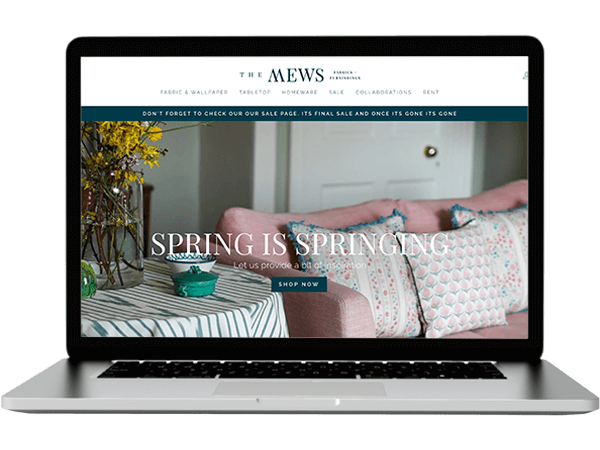 THE MEWS FABRICS + FURNISHINGS
FABRIC & WALLPAPER TABLETOP HOMEWARE SALE COLLABORATIONS RENT
DON'T FORGET TO CHECK OUR OUR SALE PAGE. ITS FINAL SALE AND ONCE ITS GONE ITS GONE
SPRING IS SPRINGING
Let us provide a bit of inspiration
SHOP NOW